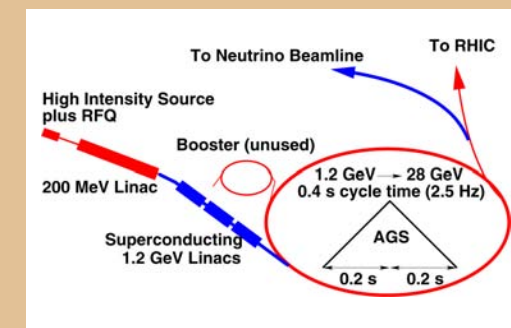 To RHIC
To Neutrino Beamline
High Intensity Source
plus RFQ
Booster (unused)
200 MeV Linac
1.2 GeV → 28 GeV
0.4 s cycle time (2.5 Hz)
AGS
Superconducting
1.2 GeV Linacs
0.2 s
0.2 s